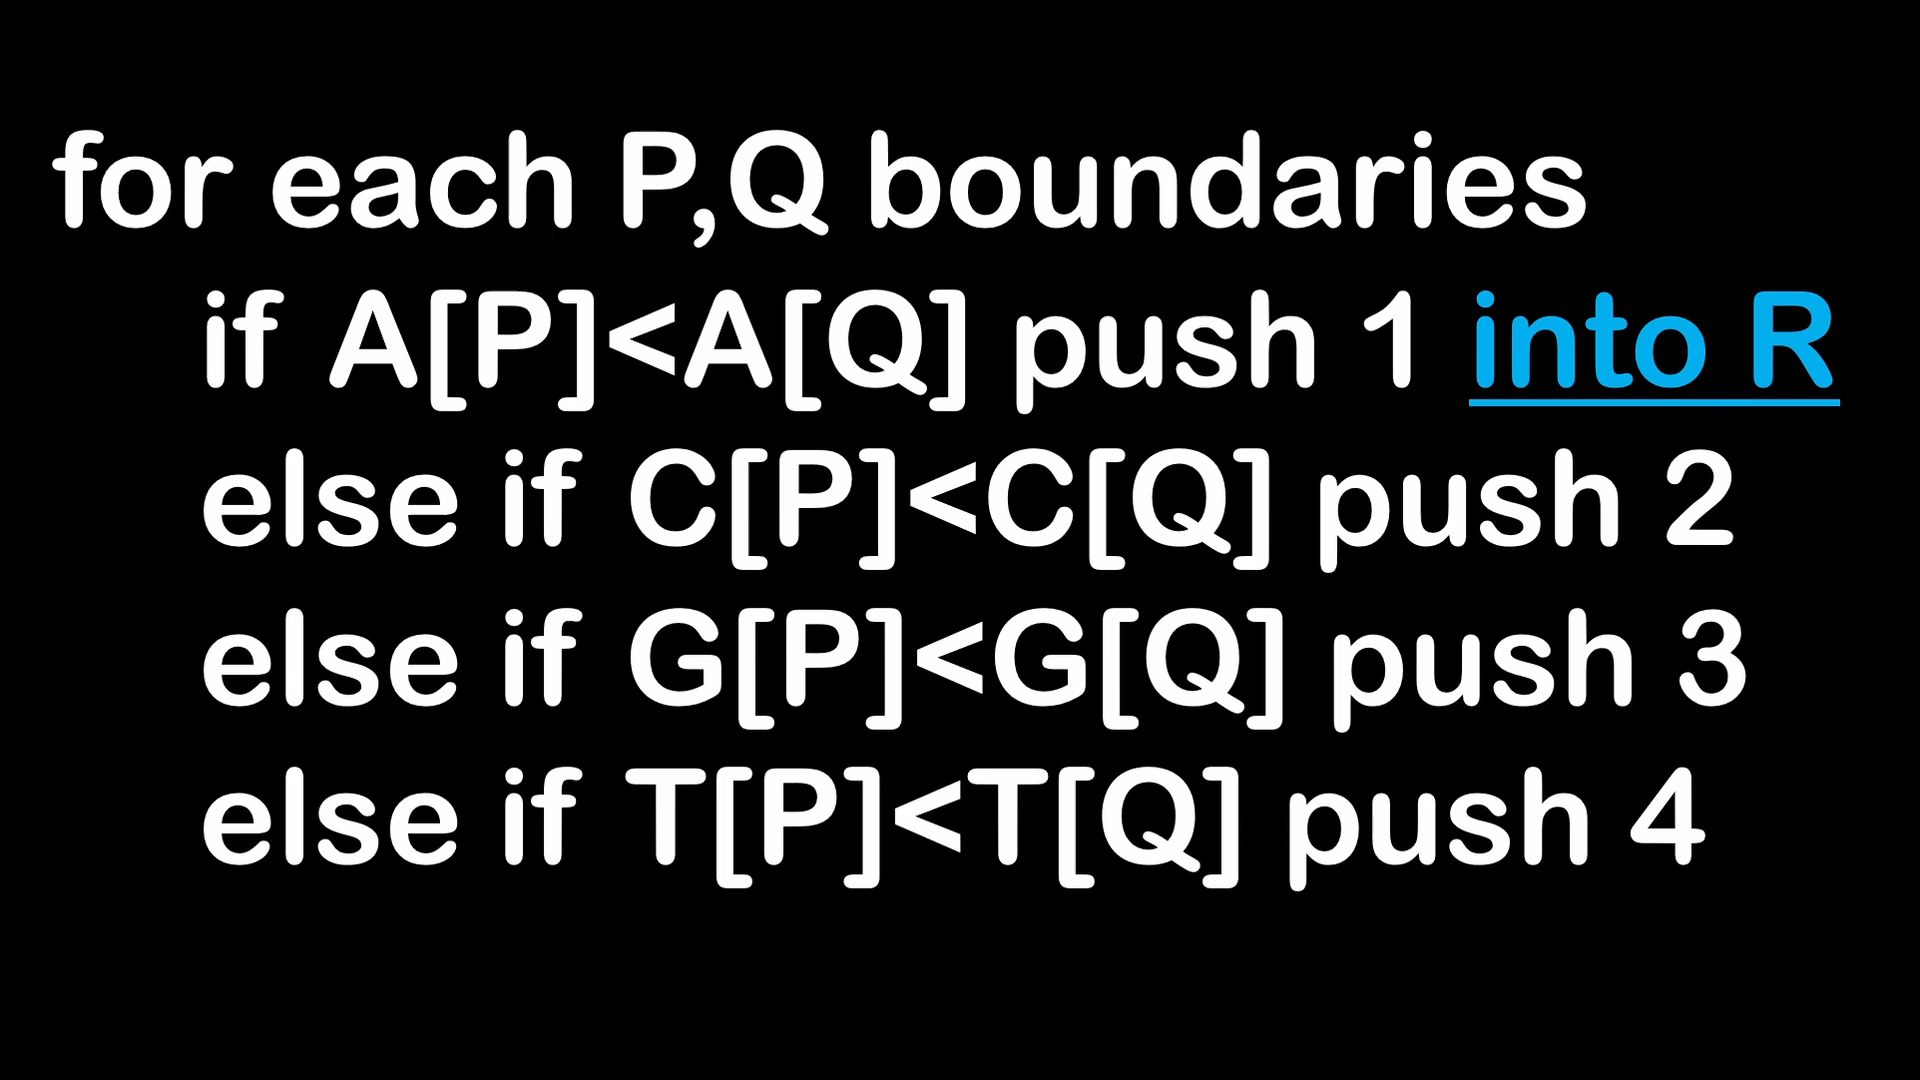 for each P,Q boundaries
if A[P]<A[Q] push 1 into R
else if C[P]<C[Q] push 2
else if G[P]<G[Q] push 3
else if T[P]<T[Q] push 4